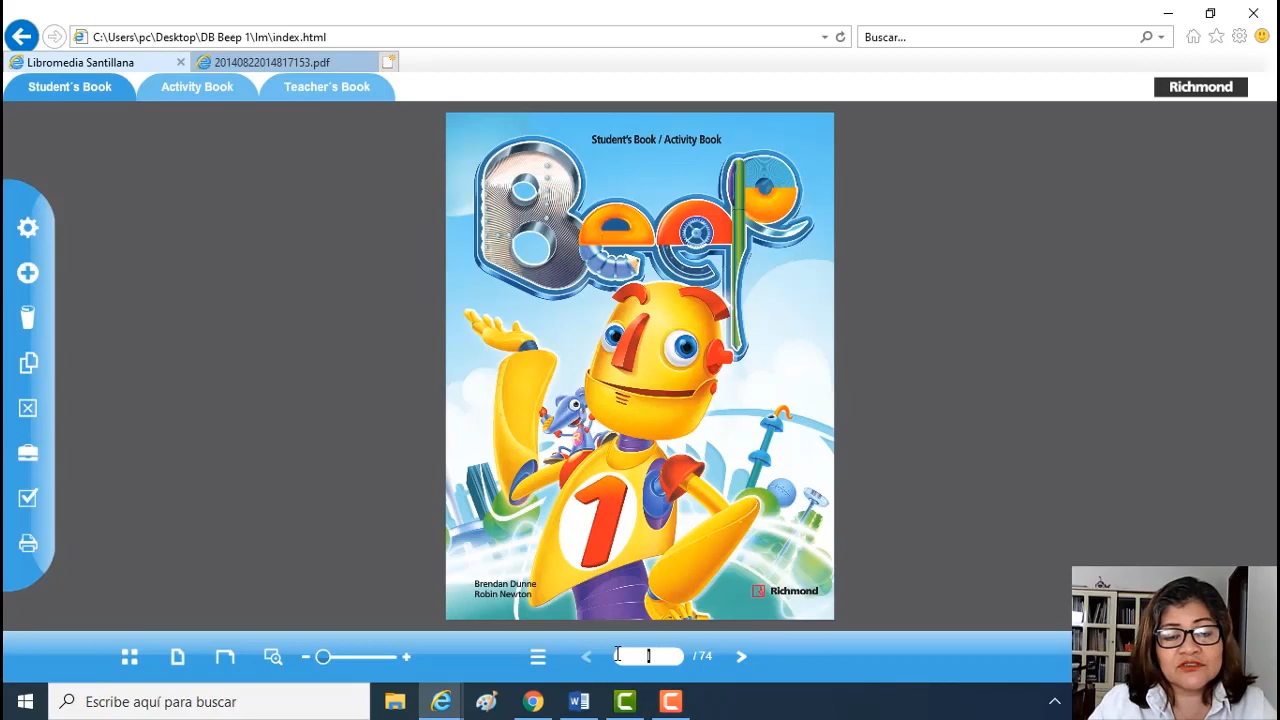 C:\Users\pc\Desktop\DB Beep 1\lm\index.html
Buscar...
Libromedia Santillana
20140822014817153.pdf
Student´s Book
Activity Book
Teacher´s Book
Richmond
Student's Book / Activity Book
Beep
1
Brendan Dunne
Robin Newton
Richmond
/ 74
Escribe aquí para buscar